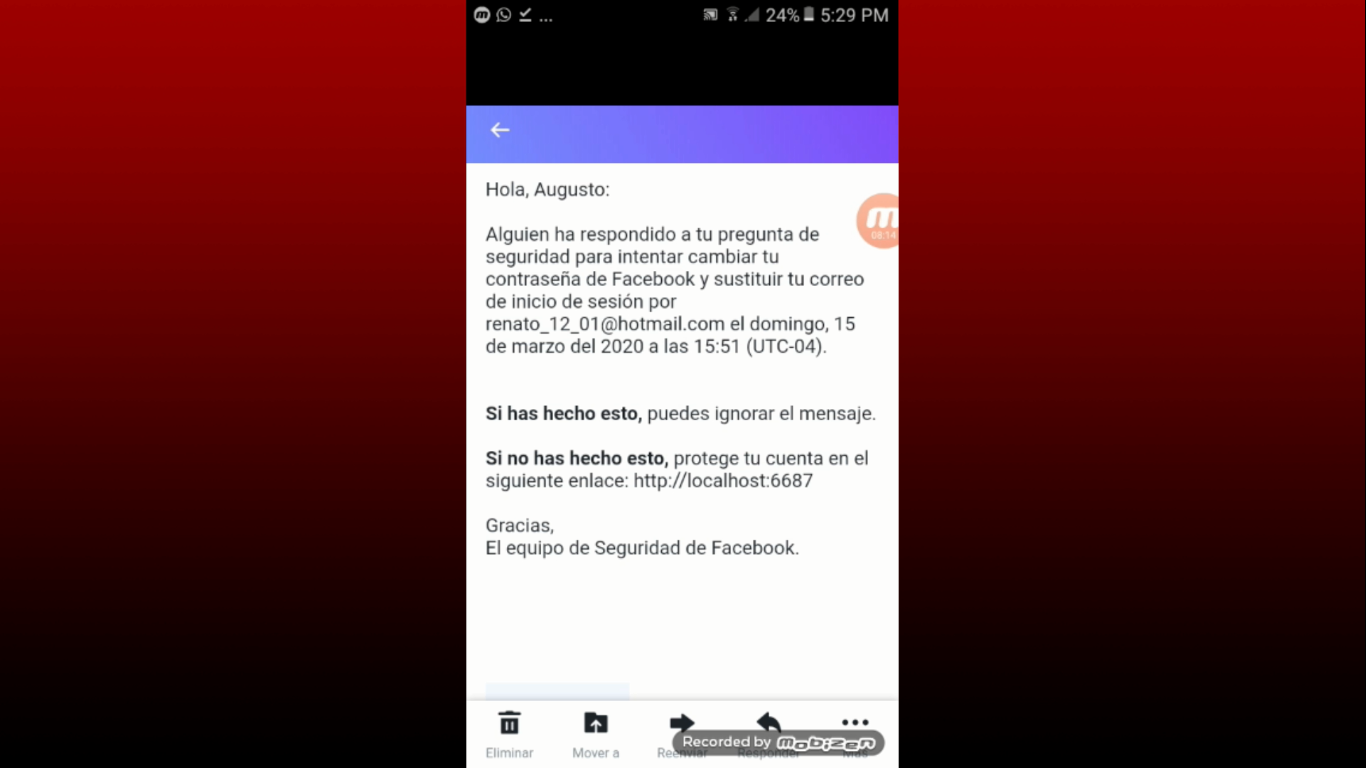 ... 24% 5:29 PM
Hola, Augusto:
08:14
Alguien ha respondido a tu pregunta de
seguridad para intentar cambiar tu
contraseña de Facebook y sustituir tu correo
de inicio de sesión por
renato_12_01@hotmail.com el domingo, 15
de marzo del 2020 a las 15:51 (UTC-04).
Si has hecho esto, puedes ignorar el mensaje.
Si no has hecho esto, protege tu cuenta en el
siguiente enlace: http://localhost:6687
Gracias,
El equipo de Seguridad de Facebook.
Eliminar Mover a Reenviar Responder Más
Recorded by mobizen